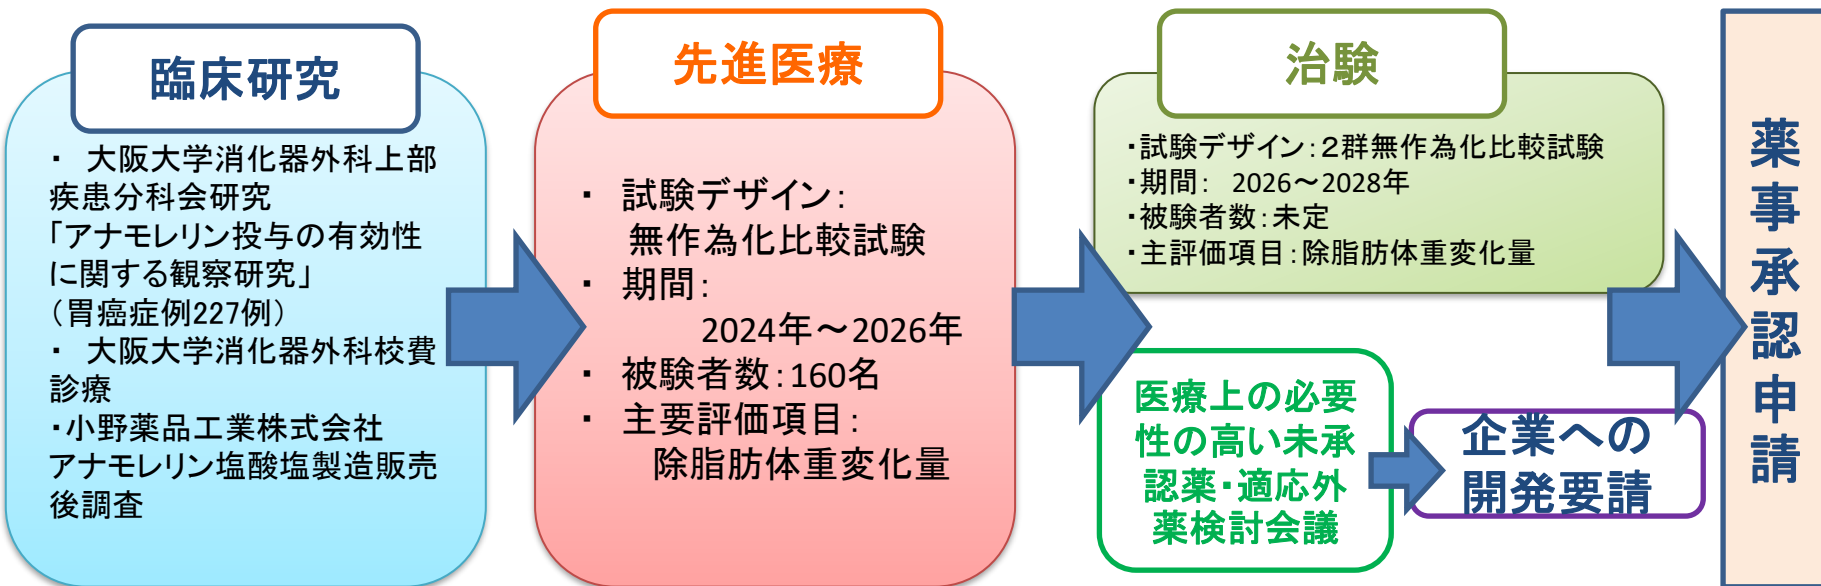 臨床研究
・ 大阪大学消化器外科上部
疾患分科会研究
「アナモレリン投与の有効性
に関する観察研究」
（胃癌症例227例）
・ 大阪大学消化器外科校費
診療
・小野薬品工業株式会社
アナモレリン塩酸塩製造販売
後調査
先進医療
・ 試験デザイン：
無作為化比較試験
・ 期間：
2024年～2026年
・ 被験者数：160名
・ 主要評価項目：
除脂肪体重変化量
治験
・試験デザイン：２群無作為化比較試験
・期間： 2026～2028年
・被験者数：未定
・主評価項目：除脂肪体重変化量
医療上の必要
性の高い未承
認薬・適応外
薬検討会議
企業への
開発要請
薬事承認申請